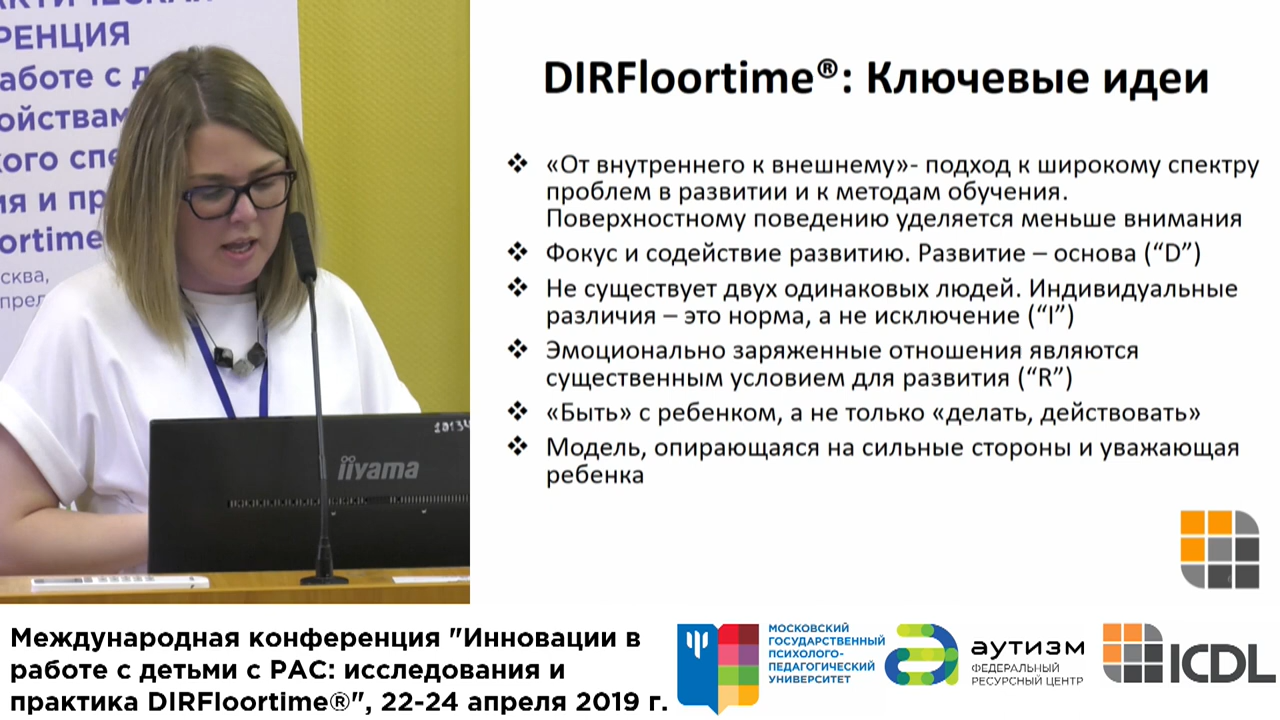 РЕНЦИЯ
аботе с д
ойствам
кого спе
ия и пр
ortime
сква,
DIRFloortime®: Ключевые идеи
❖ «От внутреннего к внешнему»- подход к широкому спектру
проблем в развитии и к методам обучения.
Поверхностному поведению уделяется меньше внимания
❖ Фокус и содействие развитию. Развитие – основа (“D”)
❖ Не существует двух одинаковых людей. Индивидуальные
различия – это норма, а не исключение (“I”)
❖ Эмоционально заряженные отношения являются
существенным условием для развития (“R”)
❖ «Быть» с ребенком, а не только «делать, действовать»
❖ Модель, опирающаяся на сильные стороны и уважающая
ребенка
10134
iiyama
Международная конференция "Инновации в
работе с детьми с РАС: исследования и
практика DIRFloortime®", 22-24 апреля 2019 г.
МОСКОВСКИЙ
ГОСУДАРСТВЕННЫЙ
ПСИХОЛОГО-
ПЕДАГОГИЧЕСКИЙ
УНИВЕРСИТЕТ
аутизм
ФЕДЕРАЛЬНЫЙ
РЕСУРСНЫЙ ЦЕНТР
ICDL